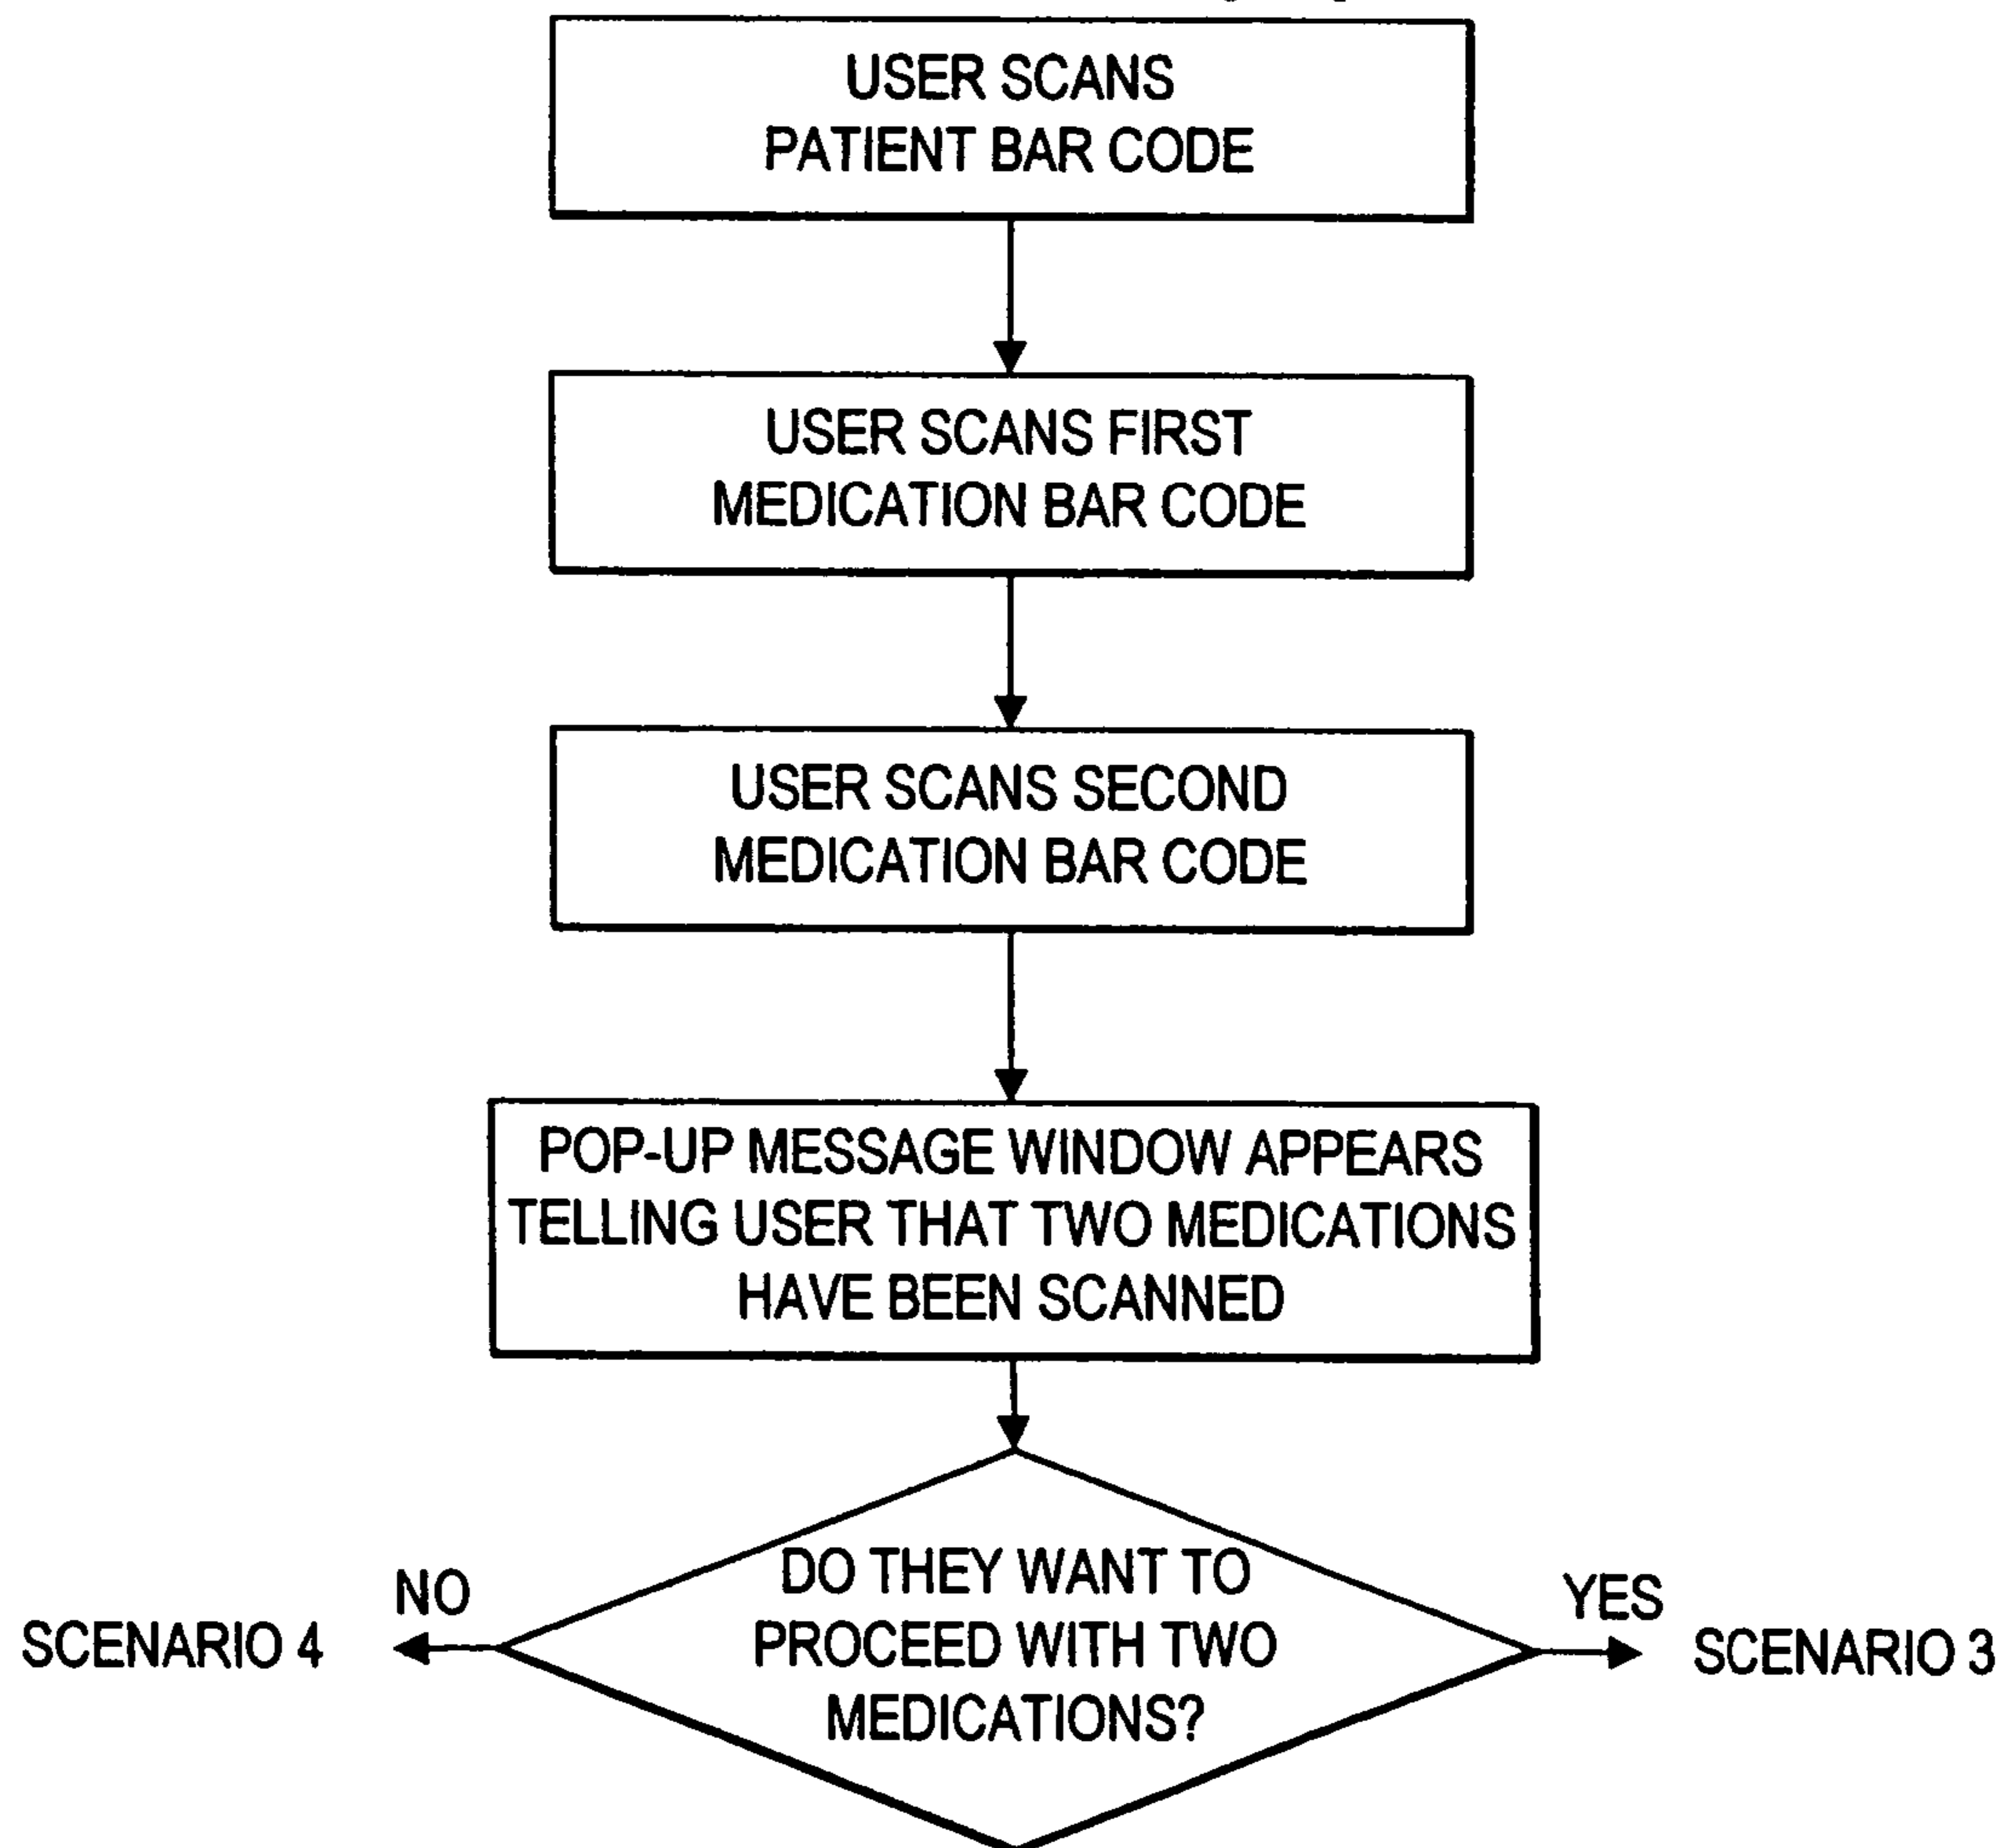 USER SCANS
PATIENT BAR CODE
USER SCANS FIRST
MEDICATION BAR CODE
USER SCANS SECOND
MEDICATION BAR CODE
POP-UP MESSAGE WINDOW APPEARS
TELLING USER THAT TWO MEDICATIONS
HAVE BEEN SCANNED
DO THEY WANT TO
PROCEED WITH TWO
MEDICATIONS?
NO
SCENARIO 4
YES
SCENARIO 3